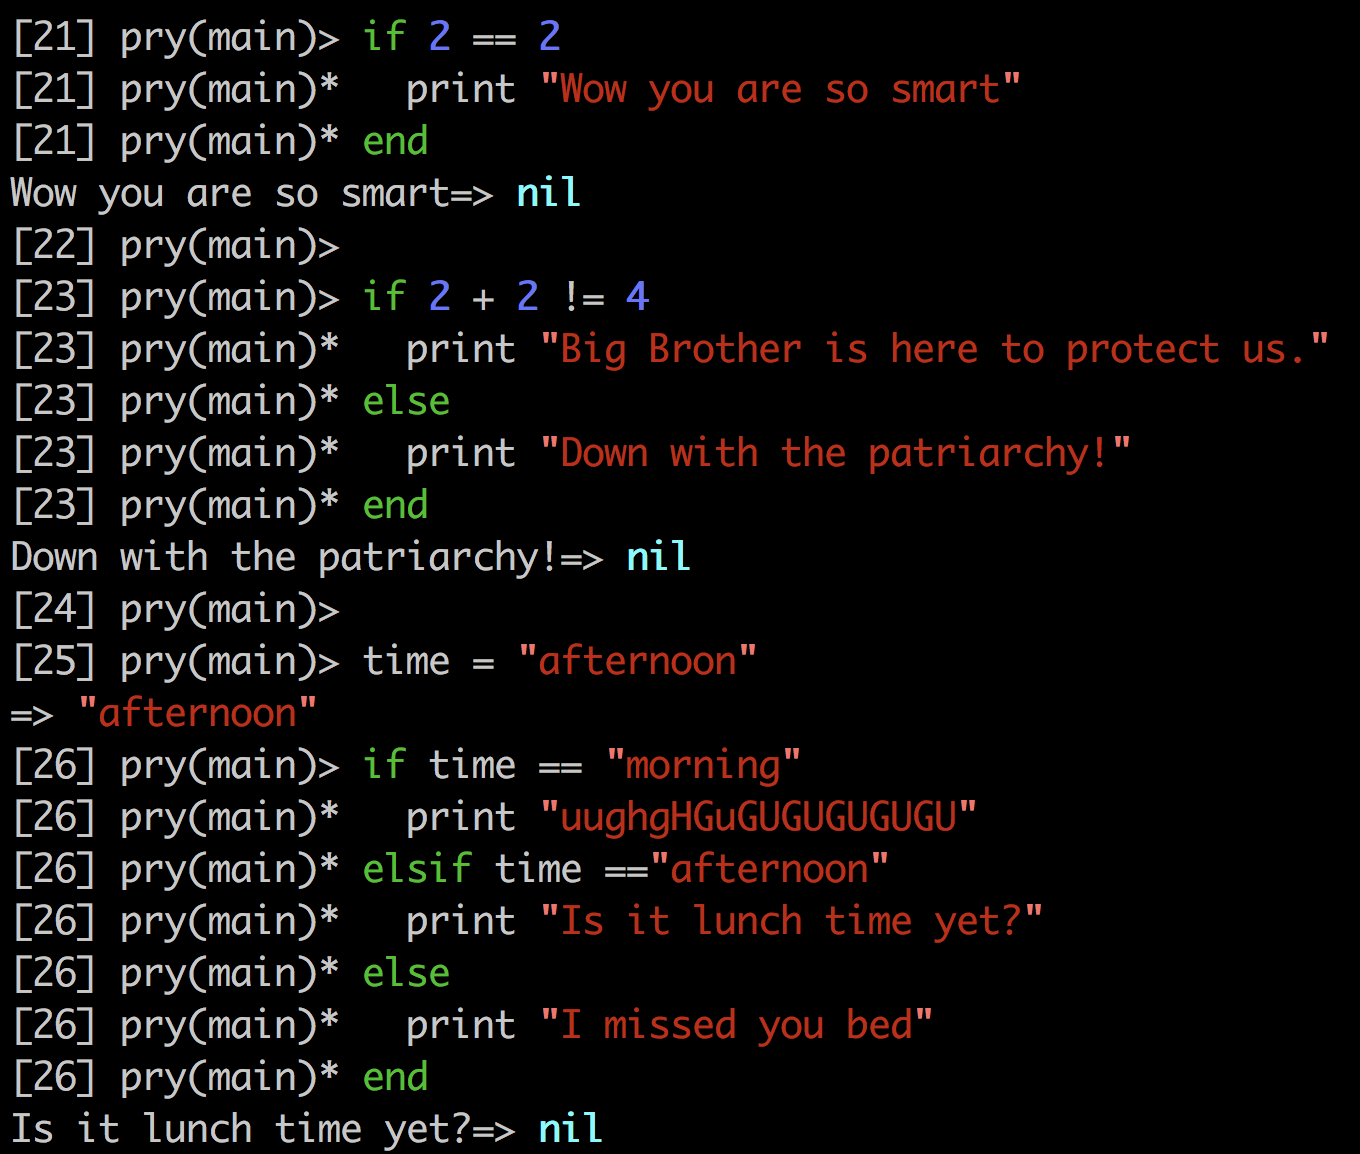 [21] pry(main)> if 2 == 2
[21] pry(main)*   print "Wow you are so smart"
[21] pry(main)* end
Wow you are so smart=> nil
[22] pry(main)>
[23] pry(main)> if 2 + 2 != 4
[23] pry(main)*   print "Big Brother is here to protect us."
[23] pry(main)* else
[23] pry(main)*   print "Down with the patriarchy!"
[23] pry(main)* end
Down with the patriarchy!=> nil
[24] pry(main)>
[25] pry(main)> time = "afternoon"
=> "afternoon"
[26] pry(main)> if time == "morning"
[26] pry(main)*   print "uughgHGuGUGUGUGUGU"
[26] pry(main)* elsif time =="afternoon"
[26] pry(main)*   print "Is it lunch time yet?"
[26] pry(main)* else
[26] pry(main)*   print "I missed you bed"
[26] pry(main)* end
Is it lunch time yet?=> nil